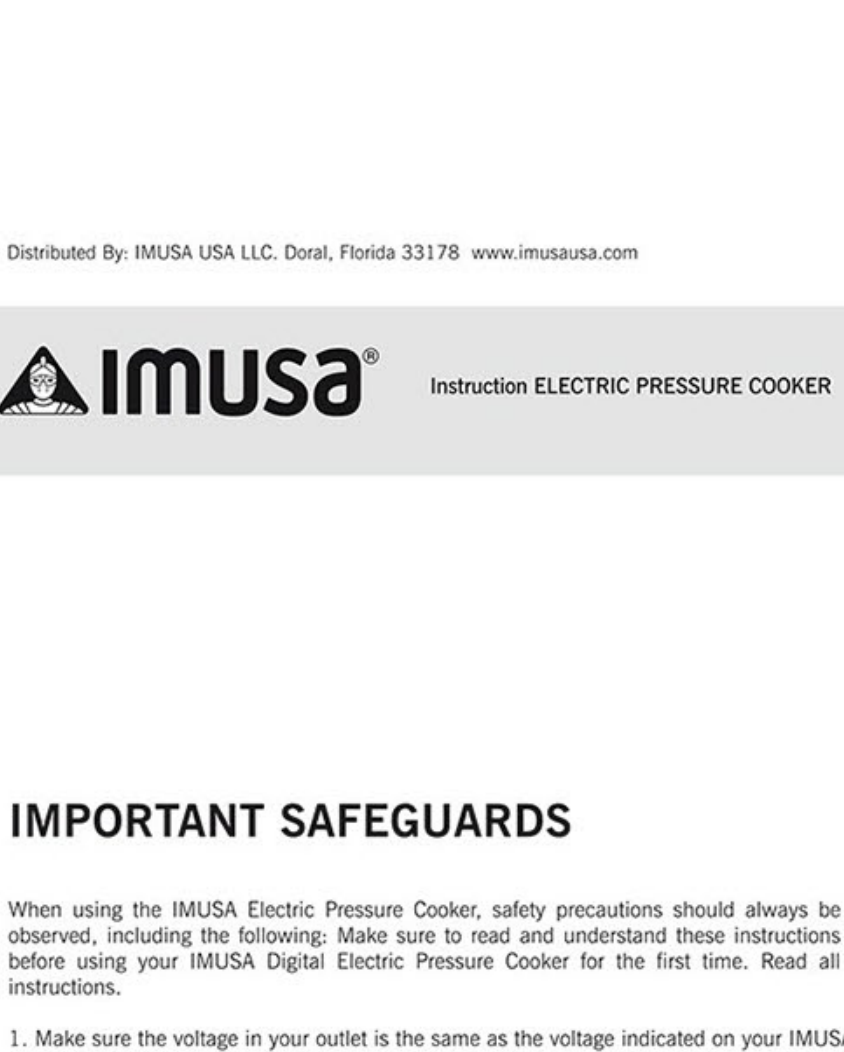 Distributed By: IMUSA USA LLC. Doral, Florida 33178 www.imusausa.com
IMUSA®
Instruction ELECTRIC PRESSURE COOKER
IMPORTANT SAFEGUARDS
When using the IMUSA Electric Pressure Cooker, safety precautions should always be
observed, including the following: Make sure to read and understand these instructions
before using your IMUSA Digital Electric Pressure Cooker for the first time. Read all
instructions.
1. Make sure the voltage in your outlet is the same as the voltage indicated on your IMUSA